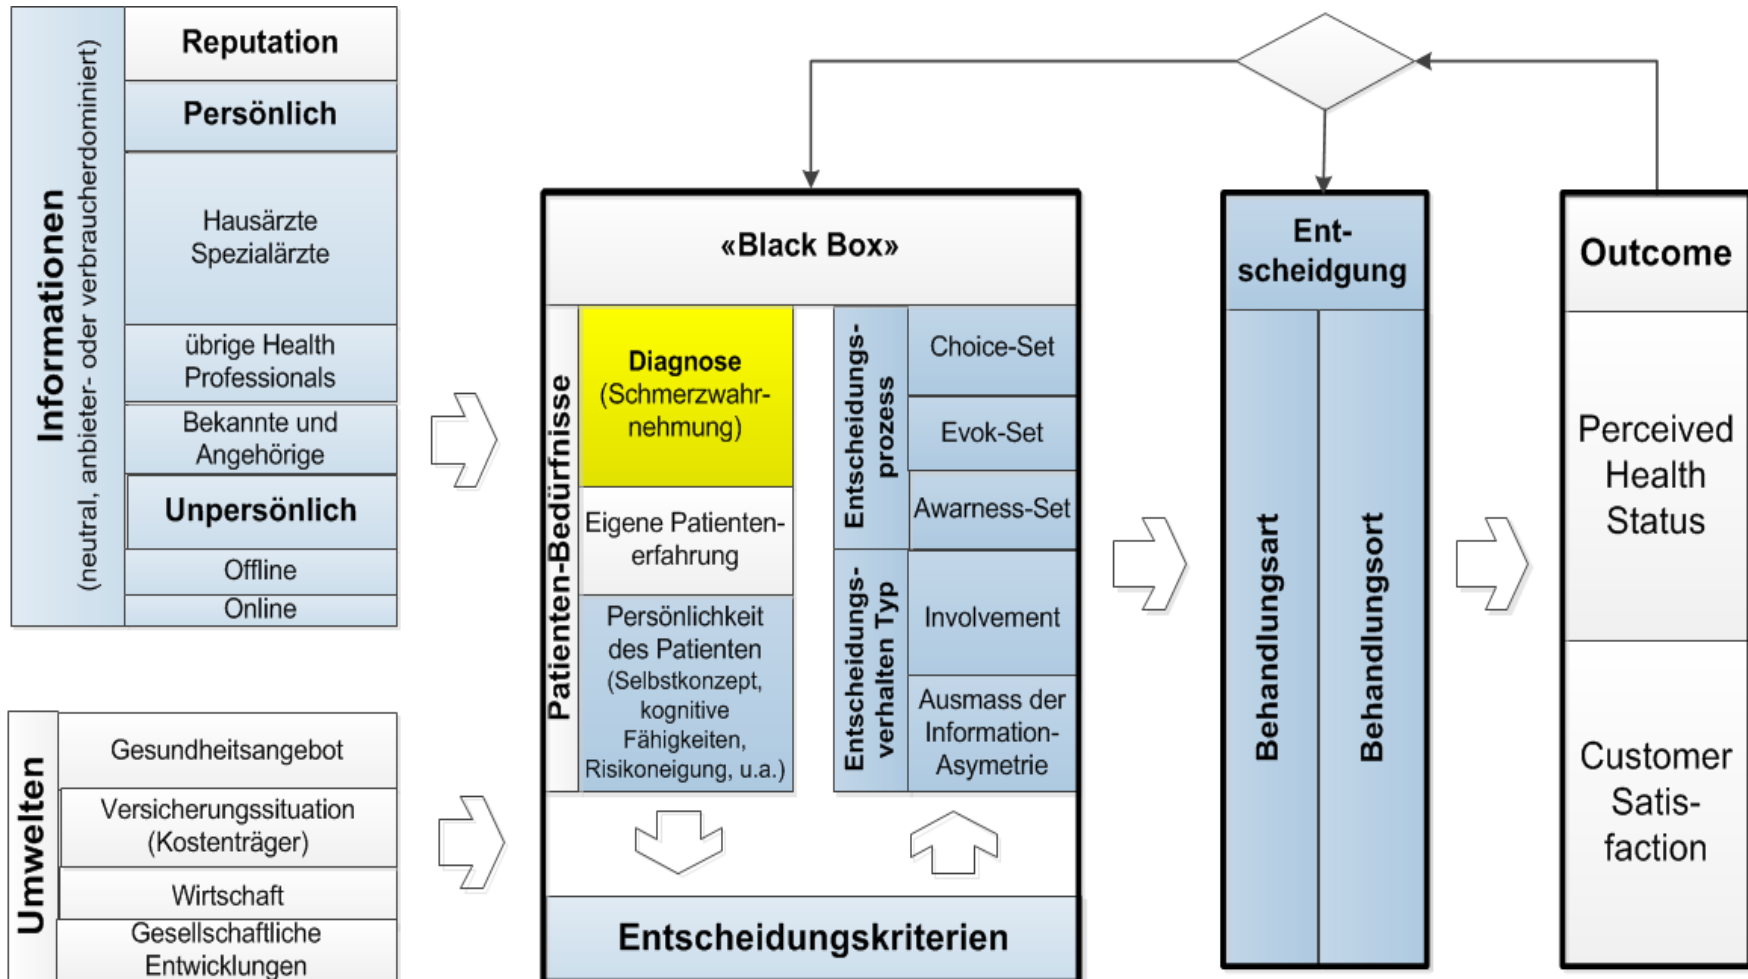 Informationen
(neutral, anbieter- oder verbraucherdominiert)
Reputation
Persönlich
Hausärzte
Spezialärzte
übrige Health
Professionals
Bekannte und
Angehörige
Unpersönlich
Offline
Online
Umwelten
Gesundheitsangebot
Versicherungssituation
(Kostenträger)
Wirtschaft
Gesellschaftliche
Entwicklungen
«Black Box»
Patienten-Bedürfnisse
Diagnose
(Schmerzwahr-
nehmung)
Eigene Patienten-
erfahrung
Persönlichkeit
des Patienten
(Selbstkonzept,
kognitive
Fähigkeiten,
Risikoneigung, u.a.)
Entscheidungs-
prozess
Choice-Set
Evok-Set
Awarness-Set
Entscheidungs-
verhalten Typ
Involvement
Ausmass der
Information-
Asymetrie
Entscheidungskriterien
Ent-
scheidgung
Behandlungsart
Behandlungsort
Outcome
Perceived
Health
Status
Customer
Satis-
faction